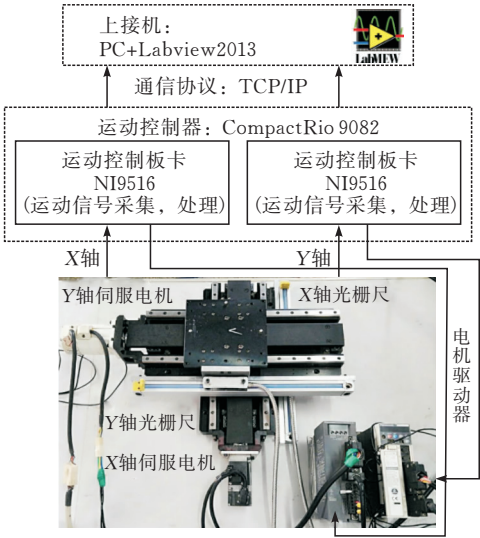 上接机：
PC+Labview2013
LabVIEW
通信协议：TCP/IP
运动控制器：CompactRio 9082
运动控制板卡
NI9516
(运动信号采集，处理)
运动控制板卡
NI9516
(运动信号采集，处理)
X轴
Y轴
Y轴伺服电机
X轴光栅尺
电机驱动器
Y轴光栅尺
X轴伺服电机